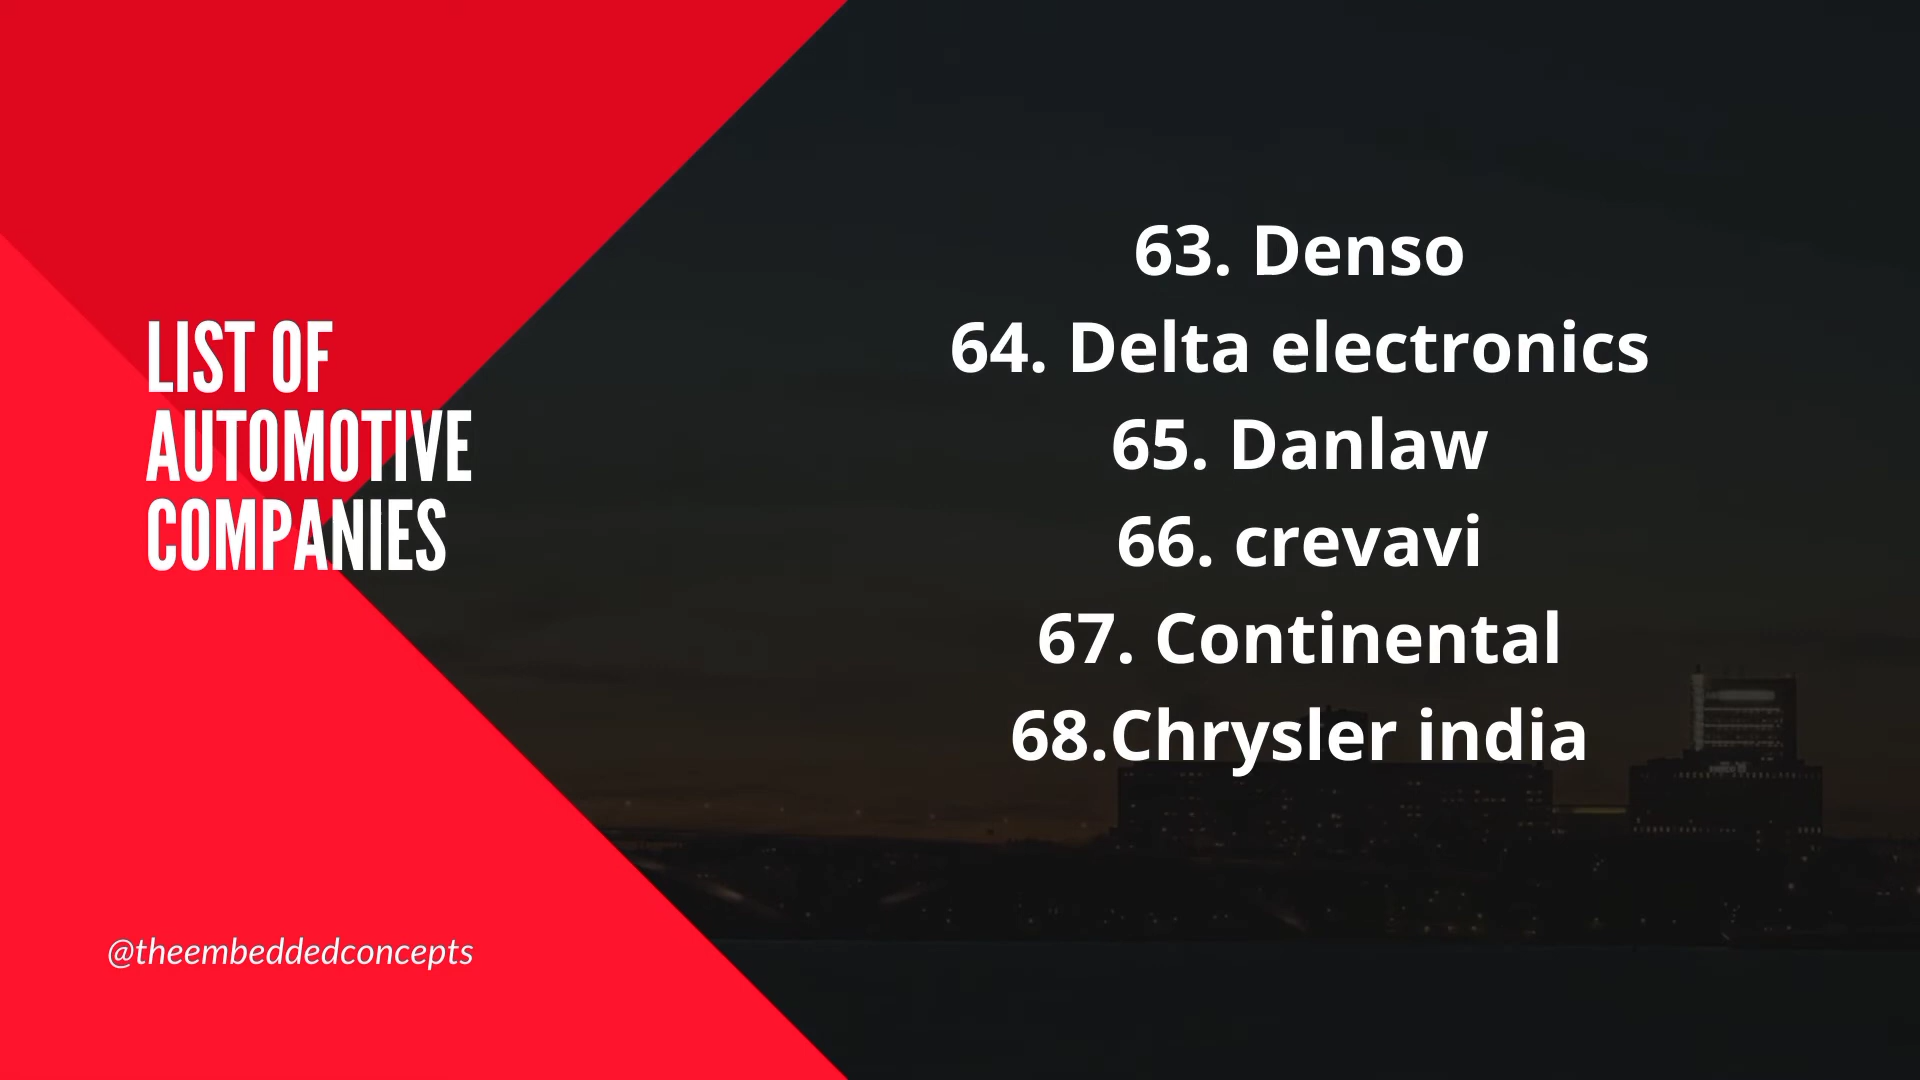 LIST OF
AUTOMOTIVE
COMPANIES
@theembeddedconcepts
63. Denso
64. Delta electronics
65. Danlaw
66. crevavi
67. Continental
68.Chrysler india